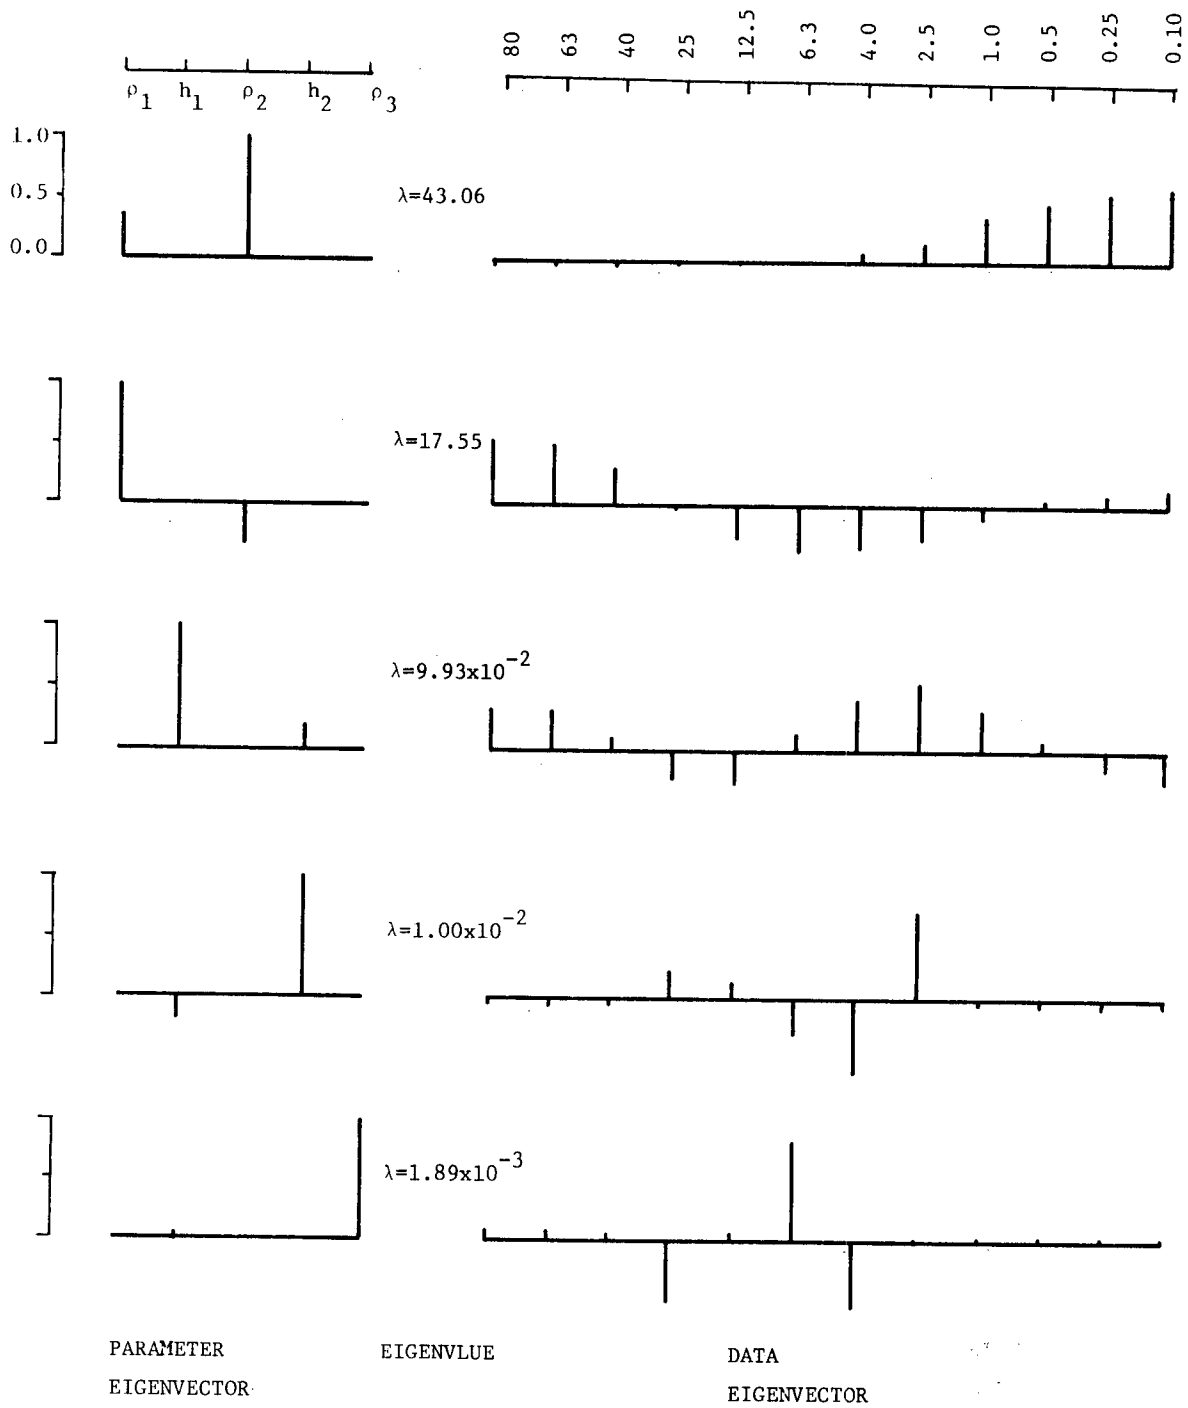 80 63 40 25 12.5 6.3 4.0 2.5 1.0 0.5 0.25 0.10
ρ1 h1 ρ2 h2 ρ3
1.0
0.5
0.0
λ=43.06
λ=17.55
λ=9.93x10-2
λ=1.00x10-2
λ=1.89x10-3
PARAMETER EIGENVLUE DATA
EIGENVECTOR EIGENVECTOR